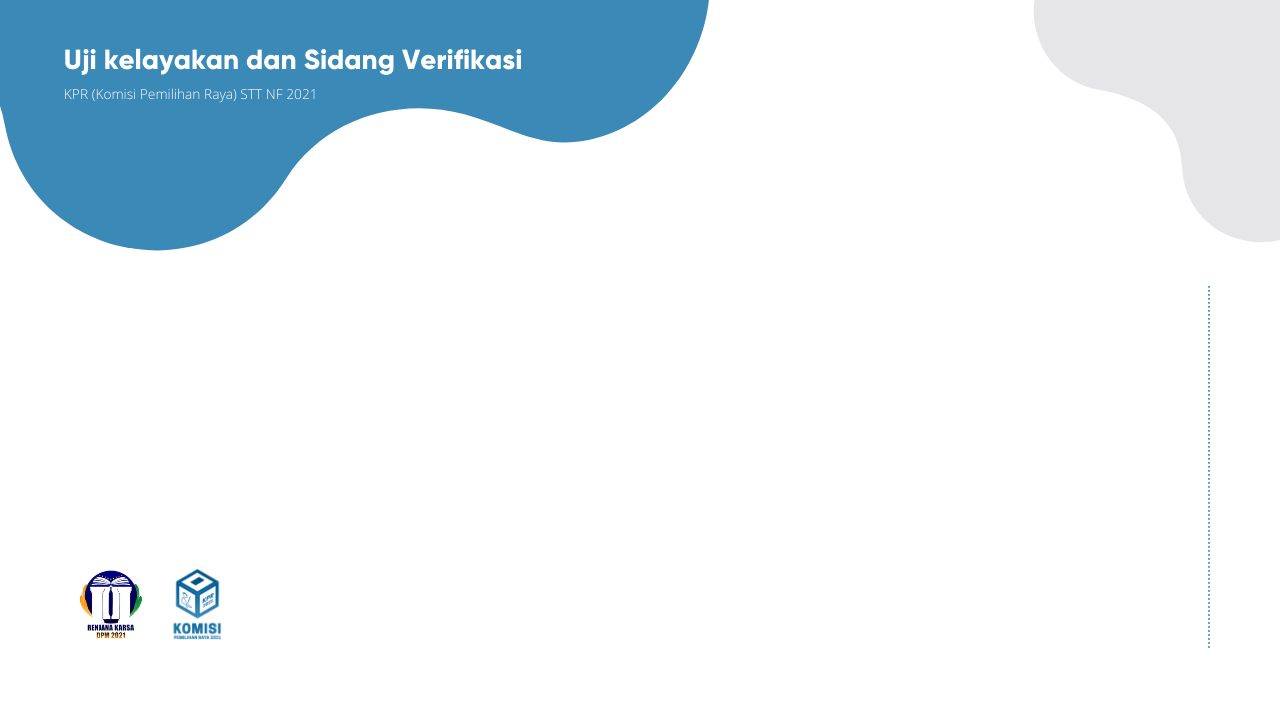 Uji kelayakan dan Sidang Verifikasi
KPR (Komisi Pemilihan Raya) STT NF 2021
RENJANA KARSA
DPM 2021
KOMISI
PEMILIHAN RAYA 2021